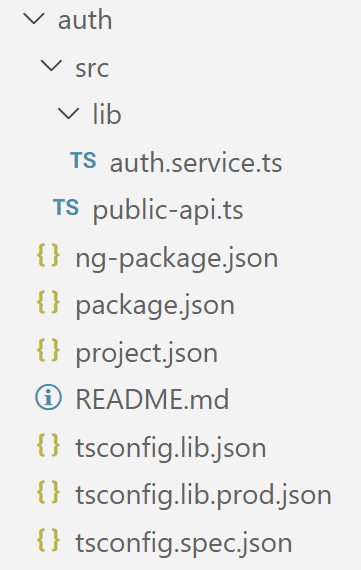 auth
src
lib
TS auth.service.ts
TS public-api.ts
{ } ng-package.json
{ } package.json
{ } project.json
README.md
{ } tsconfig.lib.json
{ } tsconfig.lib.prod.json
{ } tsconfig.spec.json